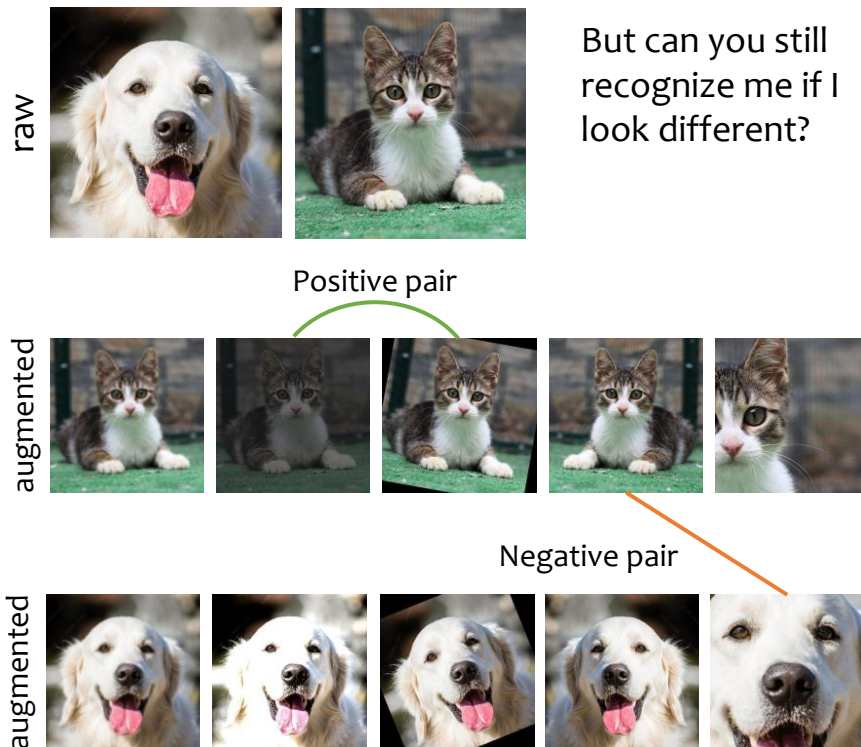 raw
But can you still
recognize me if I
look different?
Positive pair
augmented
Negative pair
augmented